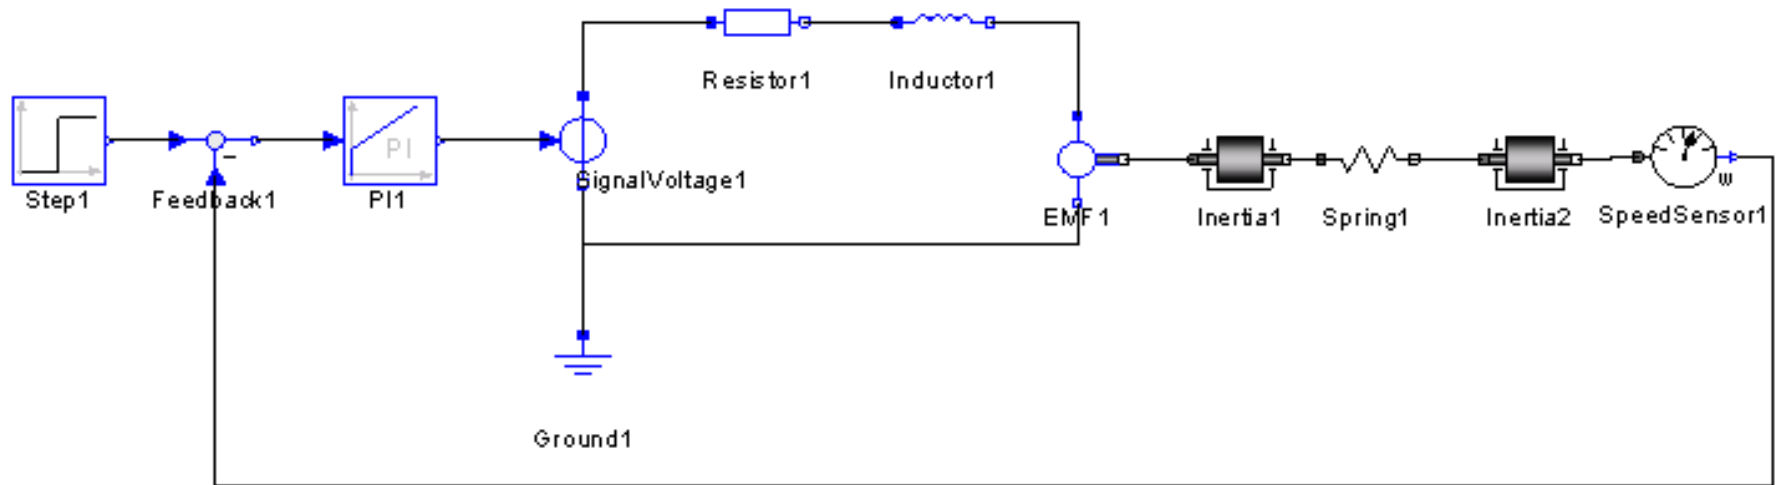 Resistor1
Inductor1
PI
-
SignalVoltage1
w
Step1
Feedback1
PI1
EMF1
Inertia1
Spring1
Inertia2
SpeedSensor1
Ground1